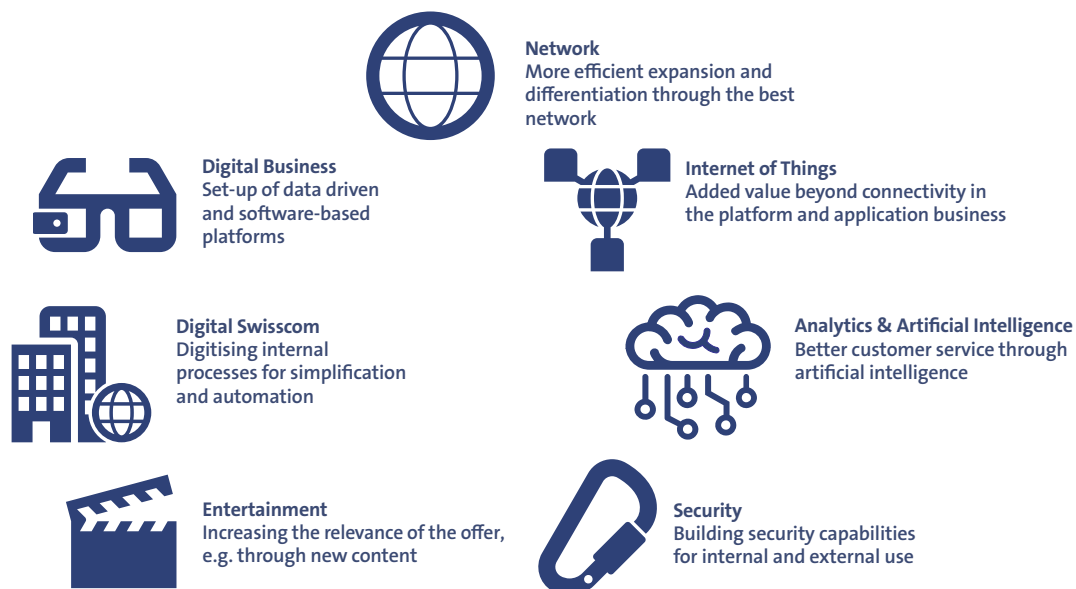 Network
More efficient expansion and
differentiation through the best
network
Digital Business
Set-up of data driven
and software-based
platforms
Internet of Things
Added value beyond connectivity in
the platform and application business
Digital Swisscom
Digitising internal
processes for simplification
and automation
Analytics & Artificial Intelligence
Better customer service through
artificial intelligence
Entertainment
Increasing the relevance of the offer,
e.g. through new content
Security
Building security capabilities
for internal and external use